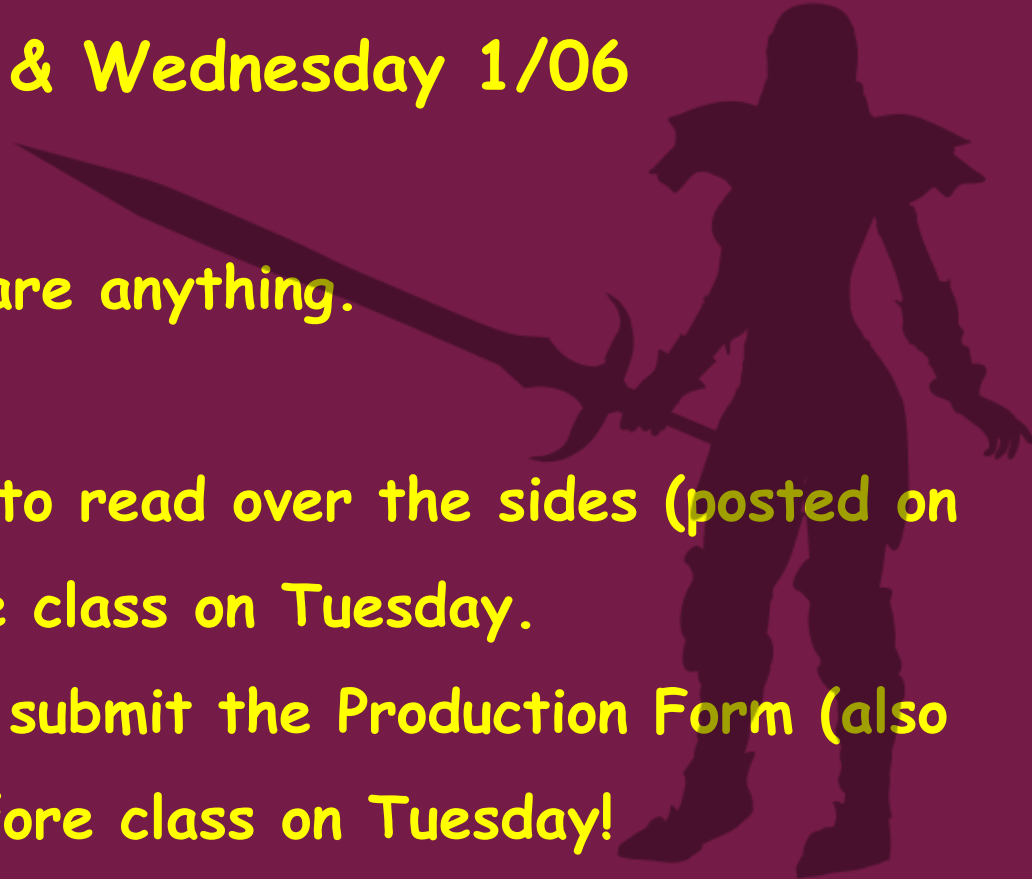 & Wednesday 1/06
are anything.
to read over the sides (posted on
e class on Tuesday.
submit the Production Form (also
fore class on Tuesday!